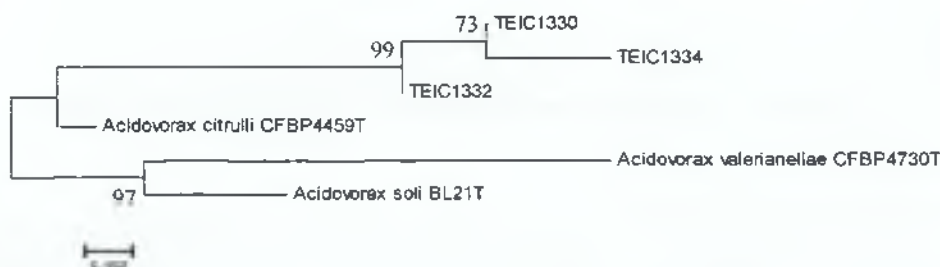 73 TEIC1330
99
TEIC1334
TEIC1332
Acidovorax citrulli CFBP4459T
Acidovorax valerianellae CFBP4730T
Acidovorax soli BL21T
97